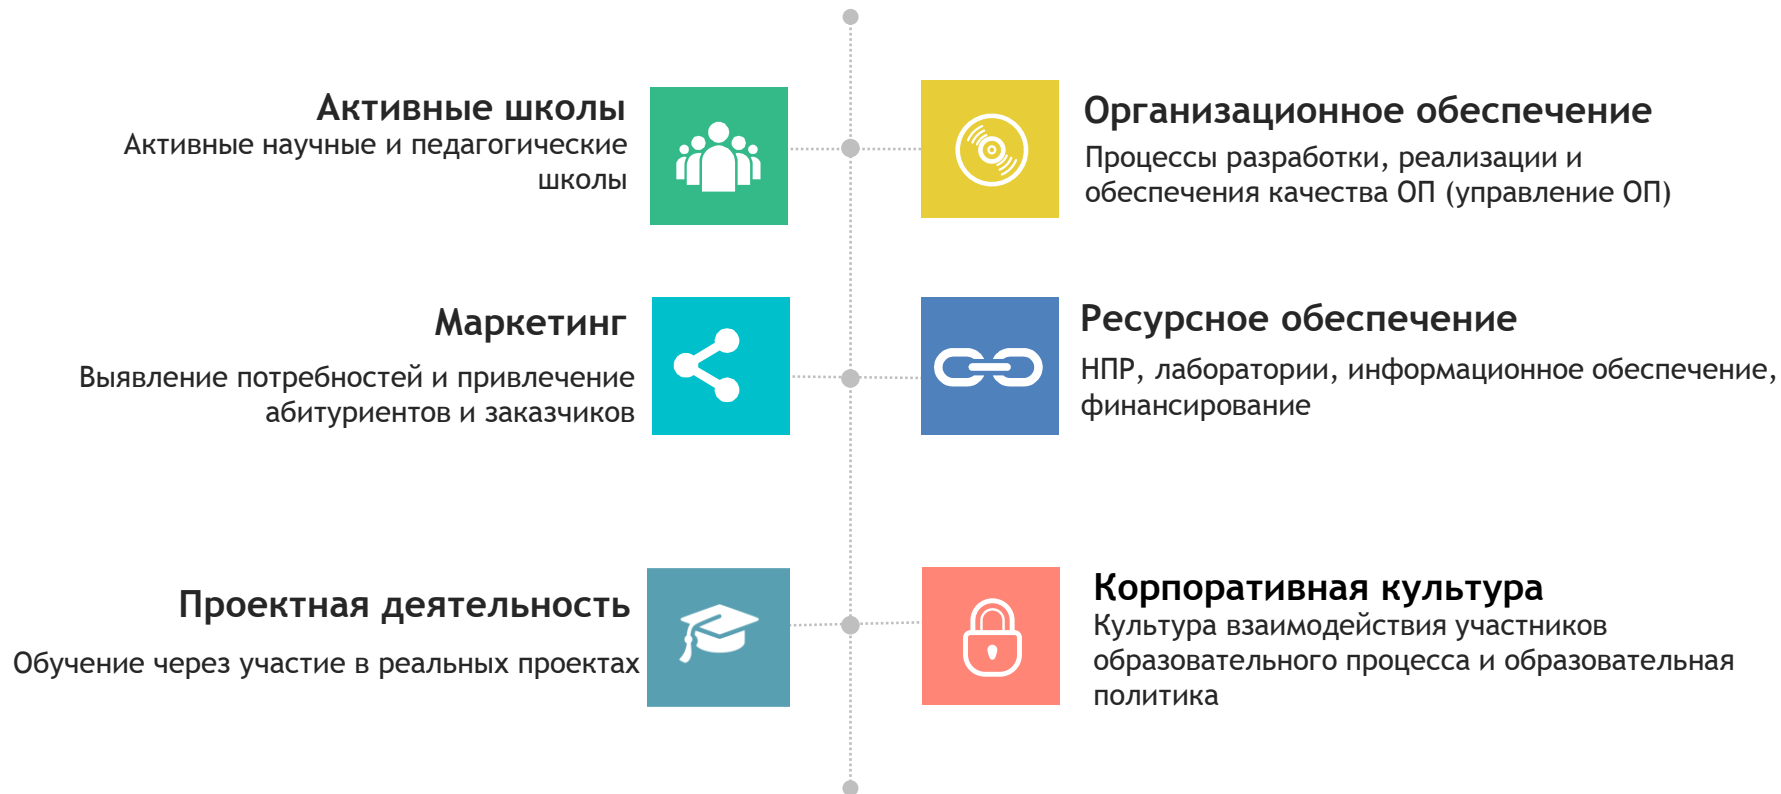 Активные школы
Активные научные и педагогические
школы
Организационное обеспечение
Процессы разработки, реализации и
обеспечения качества ОП (управление ОП)
Маркетинг
Выявление потребностей и привлечение
абитуриентов и заказчиков
Ресурсное обеспечение
НПР, лаборатории, информационное обеспечение,
финансирование
Проектная деятельность
Обучение через участие в реальных проектах
Корпоративная культура
Культура взаимодействия участников
образовательного процесса и образовательная
политика